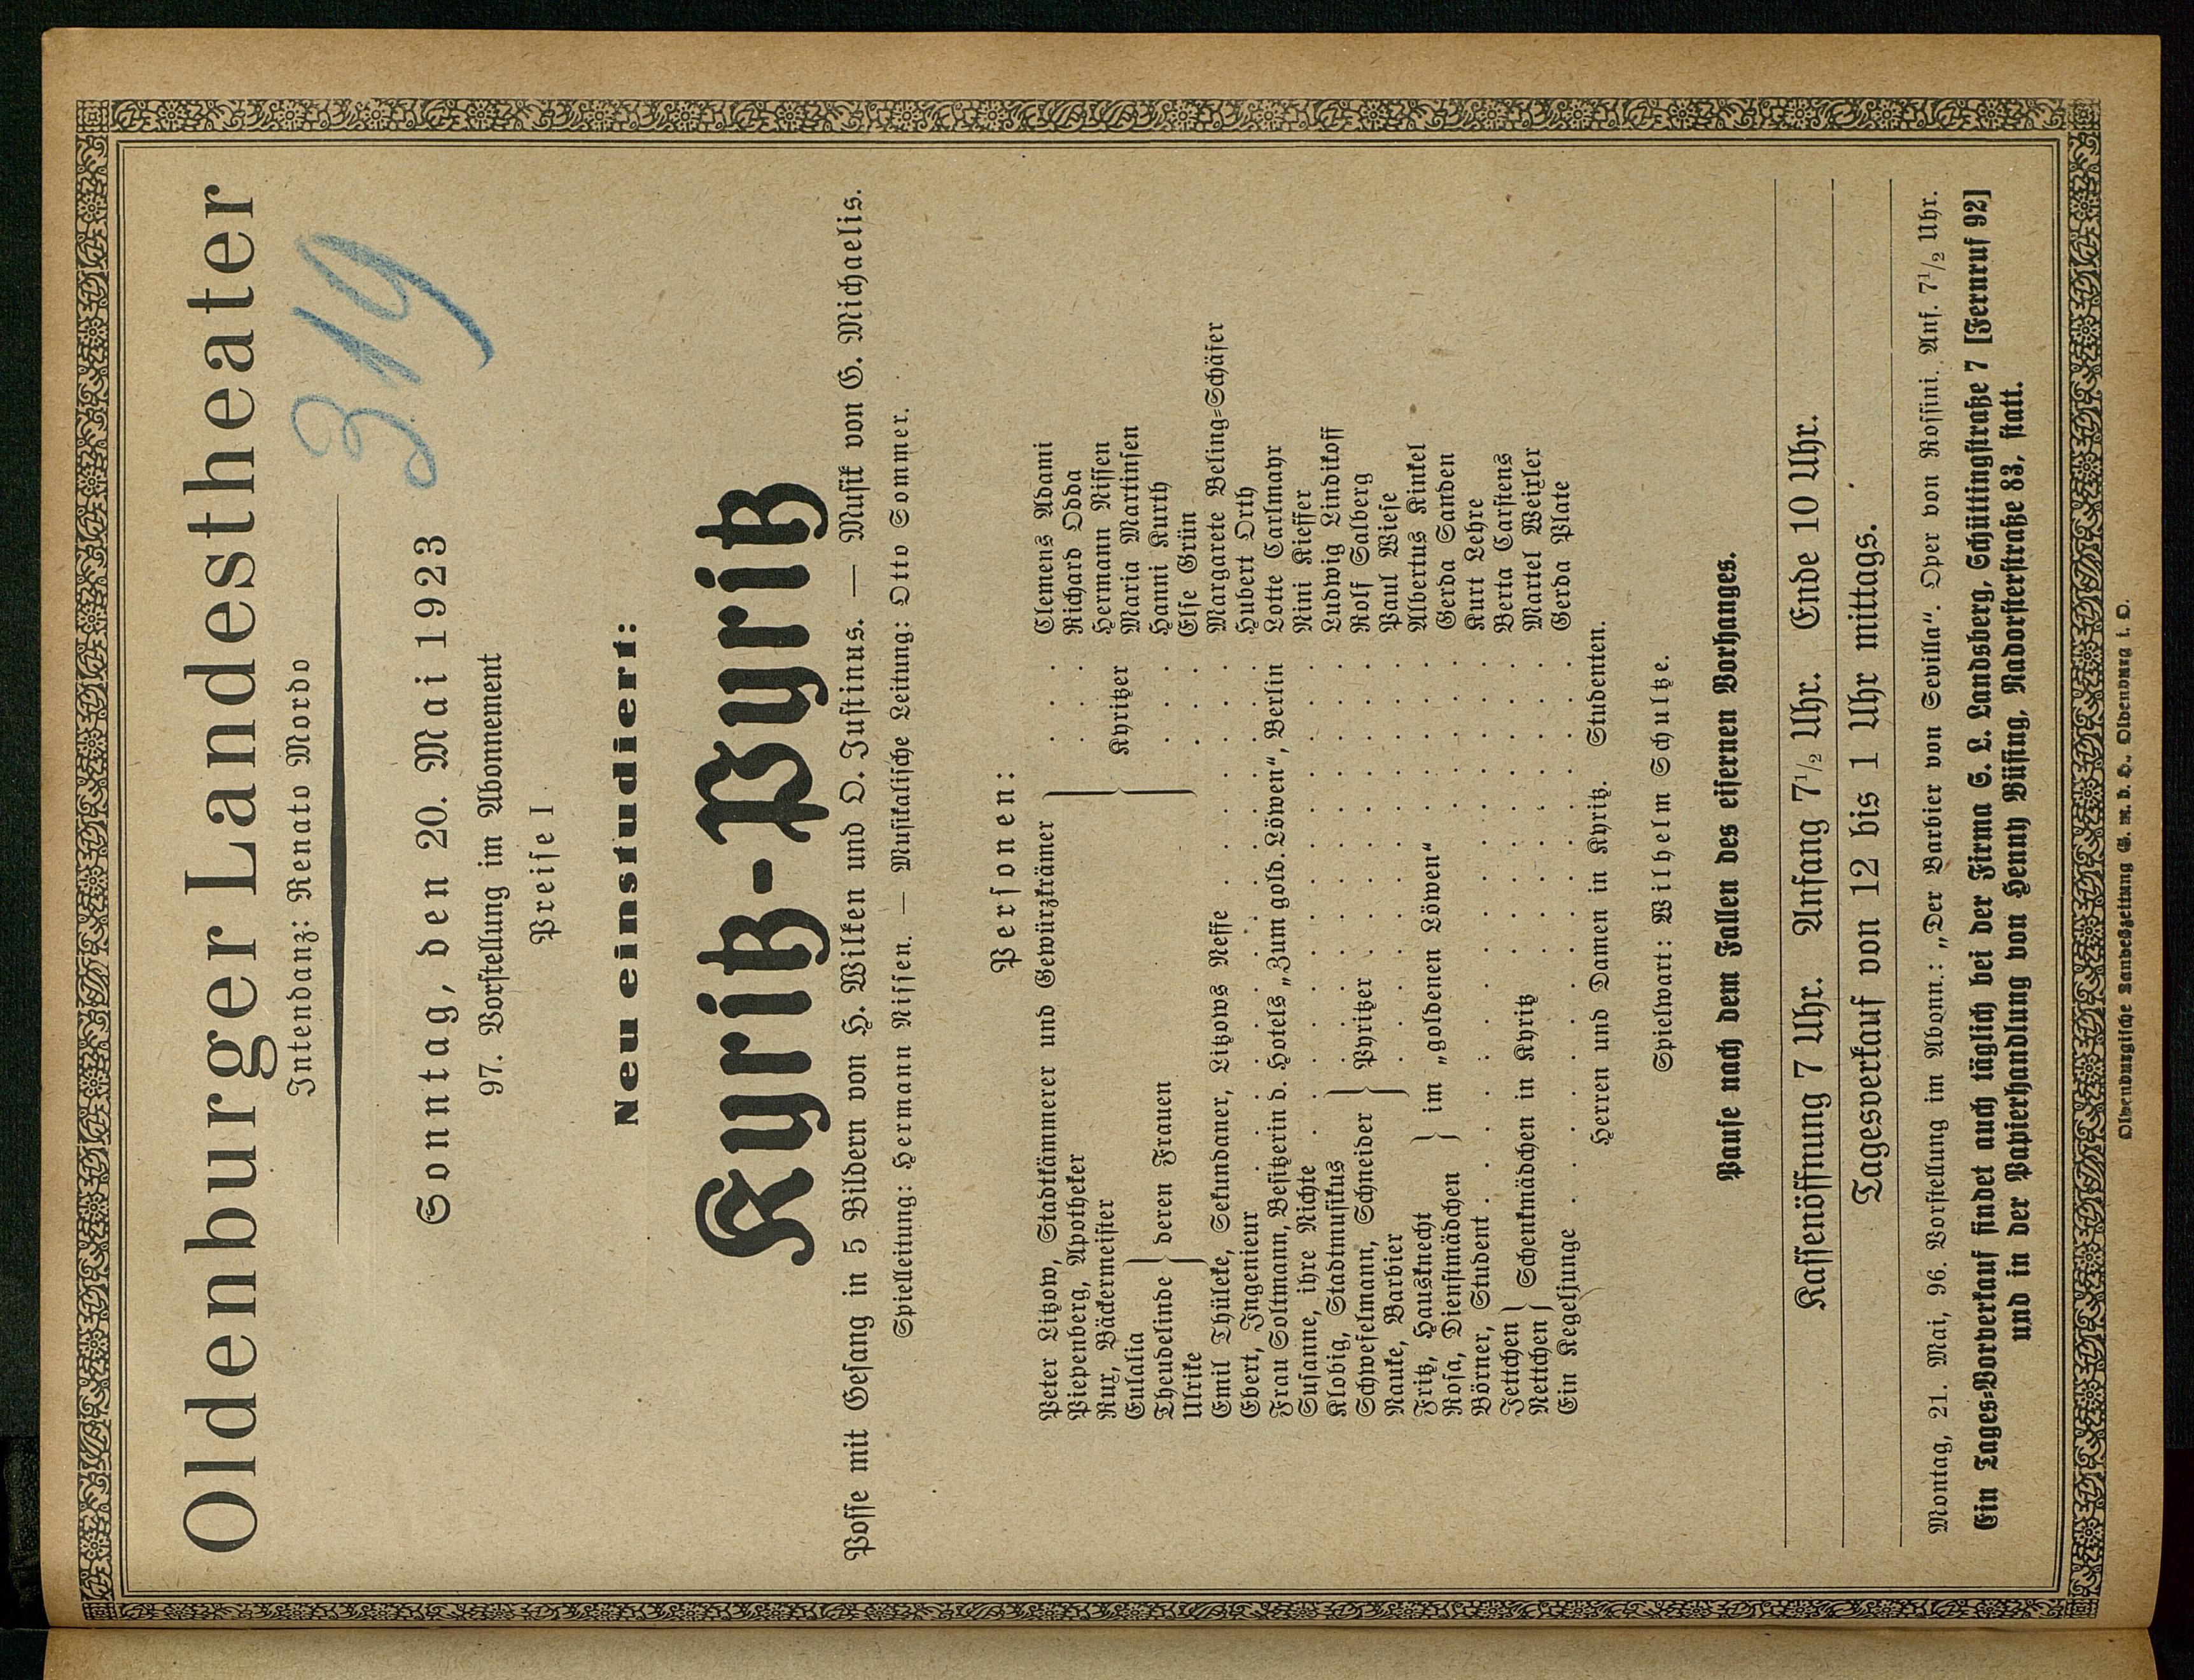 Oldenburger Landestheater
Intendanz: Renato Mordo
319
Sonntag, den 20. Mai 1923
97. Vorstellung im Abonnement
Preise I
Neu einstudiert:
Kyritz-Pyritz
Posse mit Gesang in 5 Bildern von H. Wilken und O. Justinus. — Musik von G. Michaelis.
Spielleitung: Hermann Nissen. — Musikalische Leitung: Otto Sommer.
Personen:
Peter Litzow, Stadtkämmerer und Gewürzkrämer . . . Clemens Adami
Piepenberg, Apotheker . . . Richard Odda
Rux, Bäckermeister Kyritzer Hermann Nissen
Eulalia Maria Martinsen
Theudelinde } deren Frauen . . . Hanni Kurth
Ulrike . . . Else Grün
Emil Thüleke, Sekundaner, Litzows Neffe . . . . Margarete Beling-Schäfer
Ebert, Ingenieur . . . . . . . . Hubert Orth
Frau Soltmann, Besitzerin d. Hotels „Zum gold. Löwen“, Berlin Lotte Carlmayr
Susanne, ihre Nichte . . . . . . . . Nini Kieffer
Klobig, Stadtmusikus . . . . . . . Ludwig Lindikoff
Schwefelmann, Schneider } Pyritzer . . . . . . Rolf Salberg
Nauke, Barbier . . . . . . . Paul Wiese
Fritz, Hausknecht } im „goldenen Löwen“ . . . Albertus Kinkel
Rosa, Dienstmädchen . . . Gerda Sanden
Börner, Student . . . . . . . . . Kurt Lehre
Jettchen } Schenkmädchen in Kyritz . . . . . Berta Carstens
Nettchen . . . . . Martel Weixler
Ein Kegeljunge . . . . . . . . . Gerda Plate
Herren und Damen in Kyritz. Studenten.
Spielwart: Wilhelm Schultze.
Pause nach dem Fallen des eisernen Vorhanges.
Kassenöffnung 7 Uhr. Anfang 7½ Uhr. Ende 10 Uhr.
Tagesverkauf von 12 bis 1 Uhr mittags.
Montag, 21. Mai, 96. Vorstellung im Abonn.: „Der Barbier von Sevilla“. Oper von Rossini. Anf. 7½ Uhr.
Ein Tages-Vorverkauf findet auch täglich bei der Firma G. L. Landsberg, Schüttingstraße 7 [Fernruf 92]
und in der Papierhandlung von Henny Büsing, Nadorsterstraße 83, statt.
Oldenburgische Landeszeitung G. m. b. H., Oldenburg i. O.